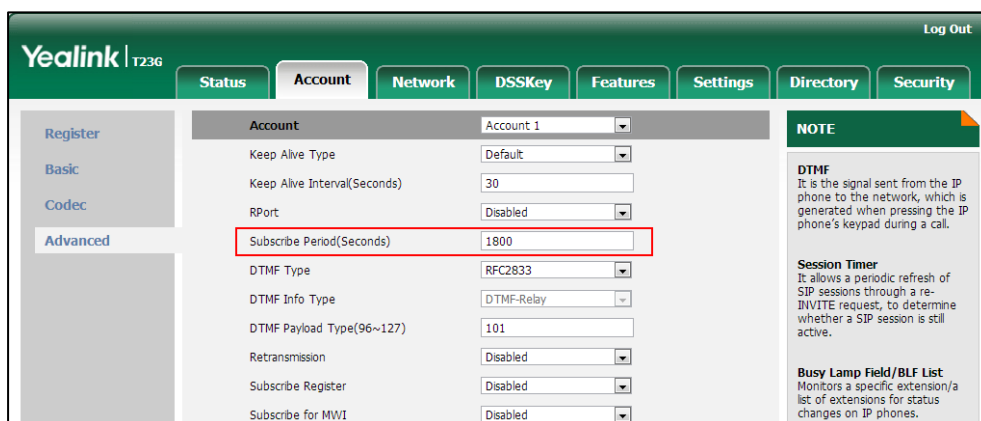 Log Out
Yealink T23G
Status Account Network DSSKey Features Settings Directory Security
Register
Basic
Codec
Advanced
Account Account 1
Keep Alive Type Default
Keep Alive Interval(Seconds) 30
RPort Disabled
Subscribe Period(Seconds) 1800
DTMF Type RFC2833
DTMF Info Type DTMF-Relay
DTMF Payload Type(96~127) 101
Retransmission Disabled
Subscribe Register Disabled
Subscribe for MWI Disabled
NOTE
DTMF
It is the signal sent from the IP
phone to the network, which is
generated when pressing the IP
phone's keypad during a call.
Session Timer
It allows a periodic refresh of
SIP sessions through a re-
INVITE request, to determine
whether a SIP session is still
active.
Busy Lamp Field/BLF List
Monitors a specific extension/a
list of extensions for status
changes on IP phones.